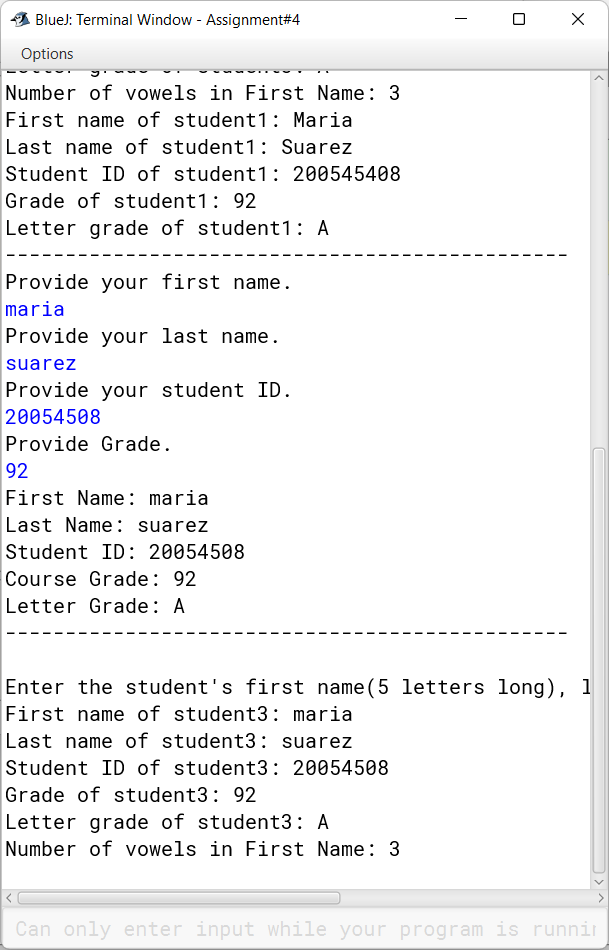 BlueJ: Terminal Window - Assignment#4
Options
Letter grade of student3: A
Number of vowels in First Name: 3
First name of student1: Maria
Last name of student1: Suarez
Student ID of student1: 200545408
Grade of student1: 92
Letter grade of student1: A
-----------------------------------------------
Provide your first name.
maria
Provide your last name.
suarez
Provide your student ID.
20054508
Provide Grade.
92
First Name: maria
Last Name: suarez
Student ID: 20054508
Course Grade: 92
Letter Grade: A
-----------------------------------------------
Enter the student's first name(5 letters long), l
First name of student3: maria
Last name of student3: suarez
Student ID of student3: 20054508
Grade of student3: 92
Letter grade of student3: A
Number of vowels in First Name: 3
Can only enter input while your program is runnin